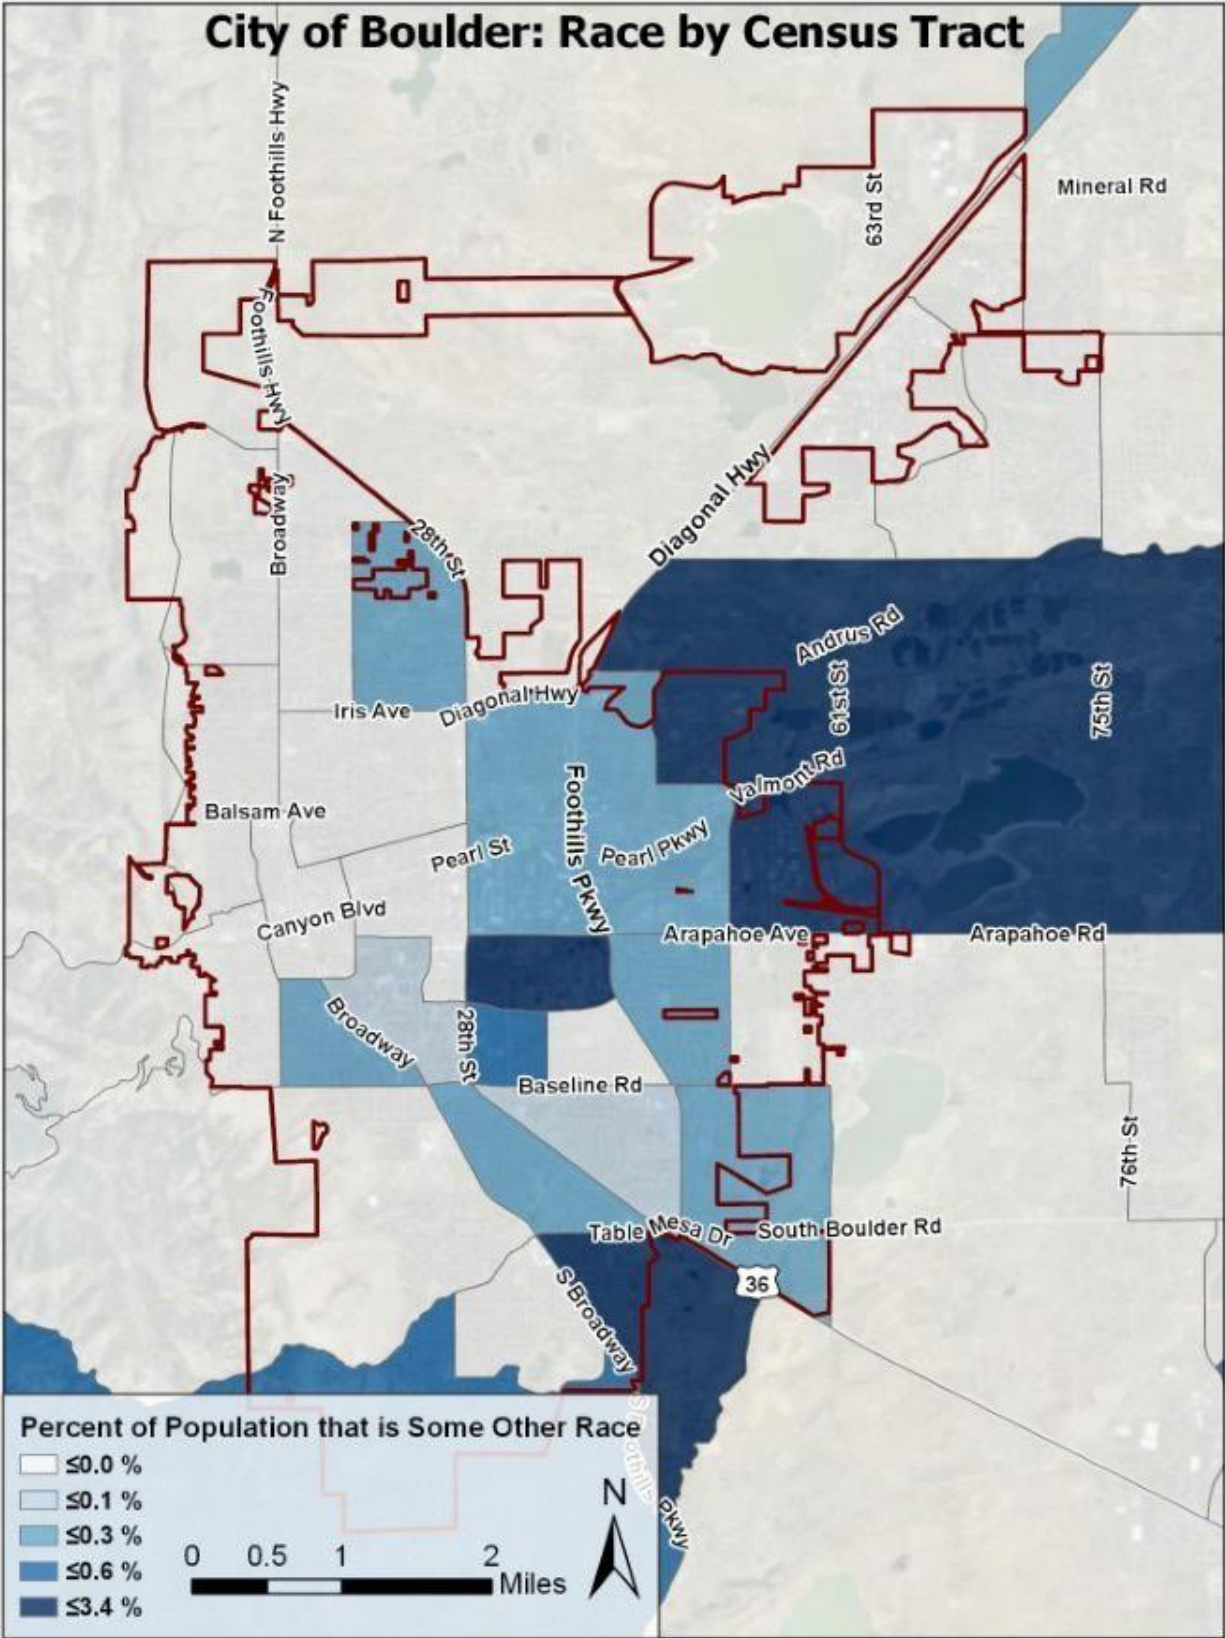 City of Boulder: Race by Census Tract
N Foothills Hwy
63rd St
Mineral Rd
Foothills Hwy
Broadway
28th St
Diagonal Hwy
Andrus Rd
61st St
75th St
Iris Ave
Diagonal Hwy
Foothills Pkwy
Valmont Rd
Balsam Ave
Pearl St
Pearl Pkwy
Canyon Blvd
Arapahoe Ave
Arapahoe Rd
Broadway
28th St
Baseline Rd
76th St
Table Mesa Dr
South Boulder Rd
36
S Broadway
S Foothills Pkwy
Percent of Population that is Some Other Race
≤0.0 %
≤0.1 %
≤0.3 %
≤0.6 %
≤3.4 %
0 0.5 1 2
Miles
N